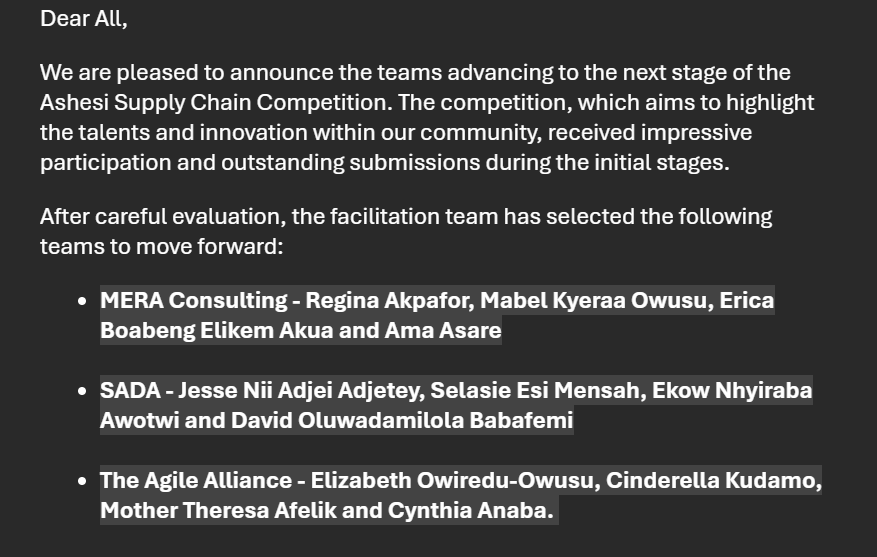 Dear All,
We are pleased to announce the teams advancing to the next stage of the
Ashesi Supply Chain Competition. The competition, which aims to highlight
the talents and innovation within our community, received impressive
participation and outstanding submissions during the initial stages.
After careful evaluation, the facilitation team has selected the following
teams to move forward:
• MERA Consulting - Regina Akpafor, Mabel Kyeraa Owusu, Erica
Boabeng Elikem Akua and Ama Asare
• SADA - Jesse Nii Adjei Adjetey, Selasie Esi Mensah, Ekow Nhyiraba
Awotwi and David Oluwadamilola Babafemi
• The Agile Alliance - Elizabeth Owiredu-Owusu, Cinderella Kudamo,
Mother Theresa Afelik and Cynthia Anaba.